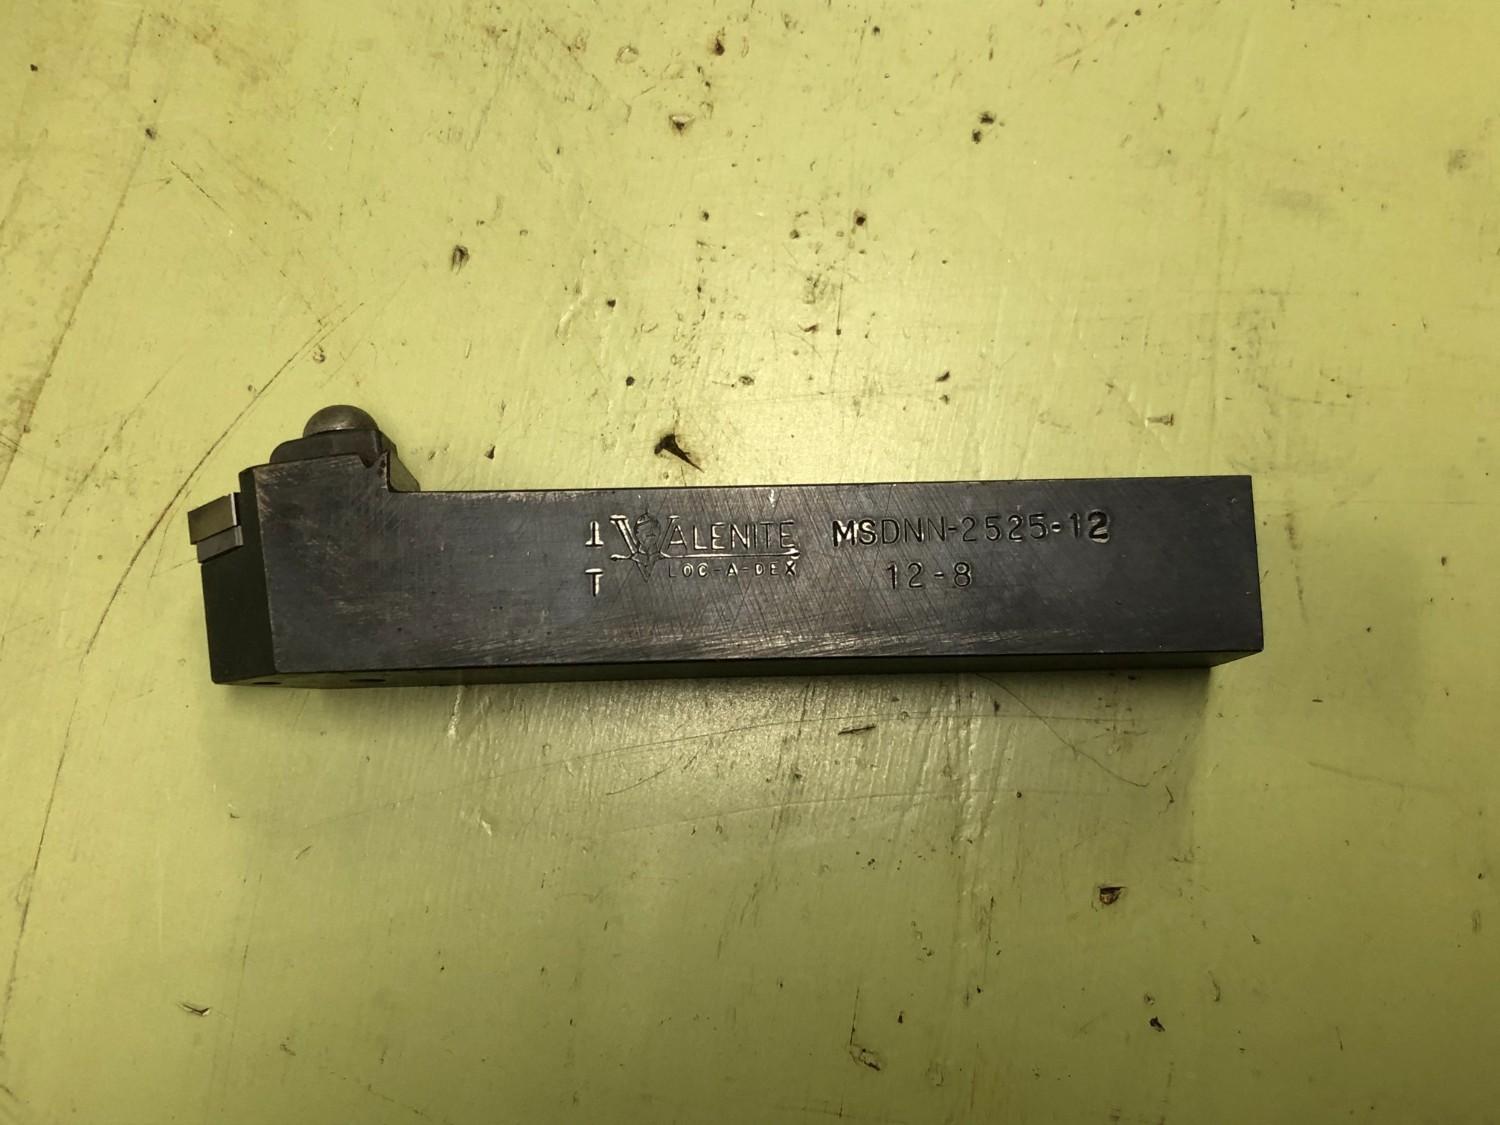 VALENITE MSDNN-2525-12
LOC-A-DEX 12-8